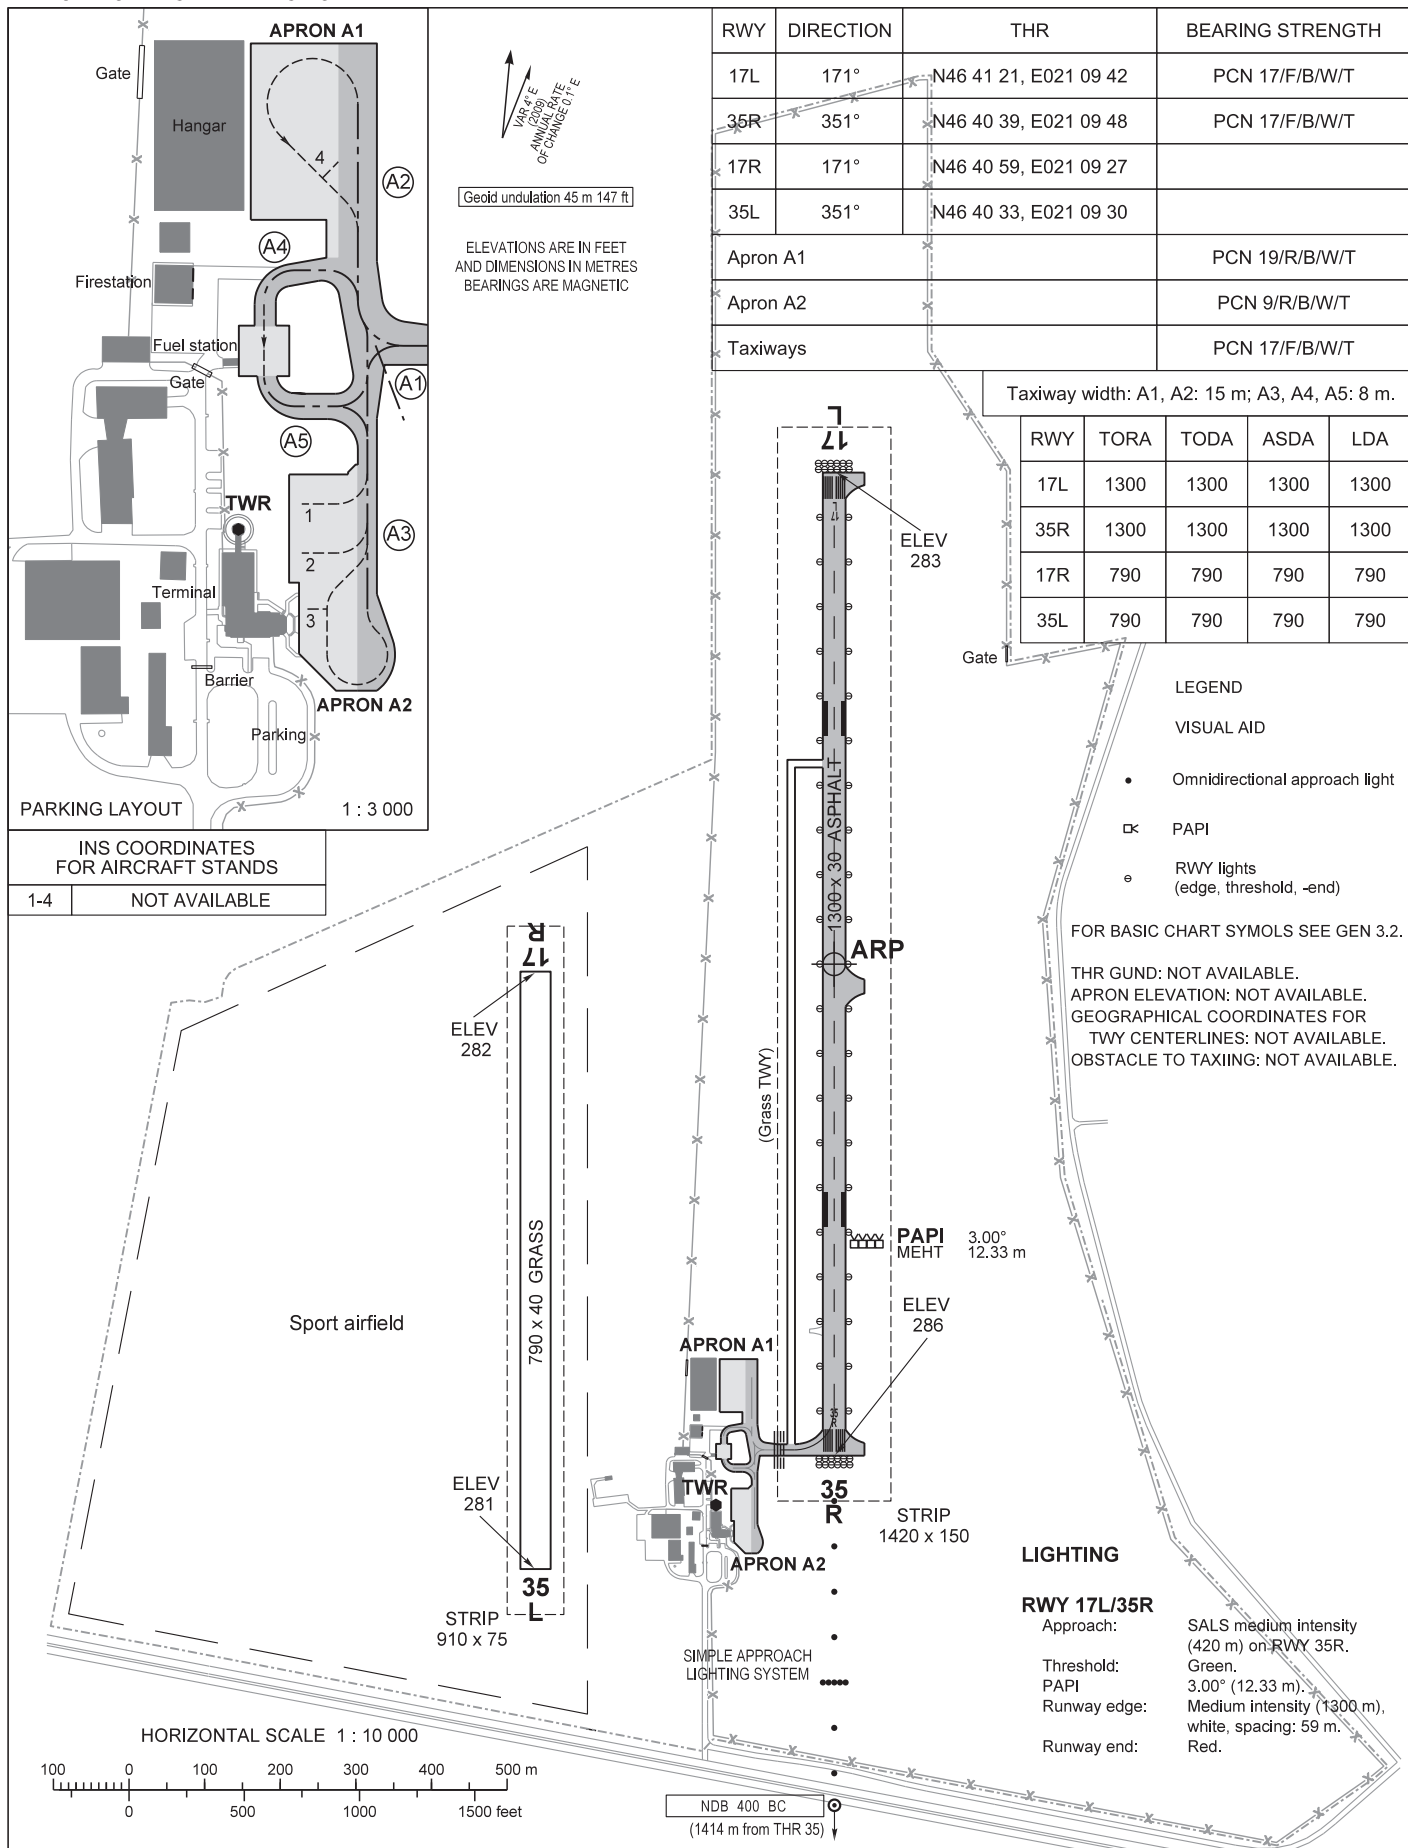 APRON A1
Gate
Hangar
4
A2
A4
Firestation
Fuel station
Gate
A1
A5
TWR
1
A3
2
Terminal
3
Barrier
APRON A2
Parking
PARKING LAYOUT 1 : 3 000
INS COORDINATES
FOR AIRCRAFT STANDS
1-4 NOT AVAILABLE
VAR 4° E
(2009)
ANNUAL RATE
OF CHANGE 0.1° E
Geoid undulation 45 m 147 ft
ELEVATIONS ARE IN FEET
AND DIMENSIONS IN METRES
BEARINGS ARE MAGNETIC
RWY DIRECTION THR BEARING STRENGTH
17L 171° N46 41 21, E021 09 42 PCN 17/F/B/W/T
35R 351° N46 40 39, E021 09 48 PCN 17/F/B/W/T
17R 171° N46 40 59, E021 09 27
35L 351° N46 40 33, E021 09 30
Apron A1 PCN 19/R/B/W/T
Apron A2 PCN 9/R/B/W/T
Taxiways PCN 17/F/B/W/T
Taxiway width: A1, A2: 15 m; A3, A4, A5: 8 m.
RWY TORA TODA ASDA LDA
17L 1300 1300 1300 1300
35R 1300 1300 1300 1300
17R 790 790 790 790
35L 790 790 790 790
17
L
17 L
ELEV
283
Gate
LEGEND
VISUAL AID
Omnidirectional approach light
PAPI
RWY lights
(edge, threshold, -end)
FOR BASIC CHART SYMOLS SEE GEN 3.2.
THR GUND: NOT AVAILABLE.
APRON ELEVATION: NOT AVAILABLE.
GEOGRAPHICAL COORDINATES FOR
TWY CENTERLINES: NOT AVAILABLE.
OBSTACLE TO TAXIING: NOT AVAILABLE.
1300 x 30 ASPHALT
ARP
(Grass TWY)
17
R
ELEV
282
790 x 40 GRASS
Sport airfield
PAPI 3.00°
MEHT 12.33 m
ELEV
286
APRON A1
35R
TWR
APRON A2
35
R
STRIP
1420 x 150
ELEV
281
35
L
STRIP
910 x 75
SIMPLE APPROACH
LIGHTING SYSTEM
LIGHTING
RWY 17L/35R
Approach: SALS medium intensity
(420 m) on RWY 35R.
Threshold: Green.
PAPI 3.00° (12.33 m).
Runway edge: Medium intensity (1300 m),
white, spacing: 59 m.
Runway end: Red.
HORIZONTAL SCALE 1 : 10 000
100 0 100 200 300 400 500 m
0 500 1000 1500 feet
NDB 400 BC
(1414 m from THR 35)